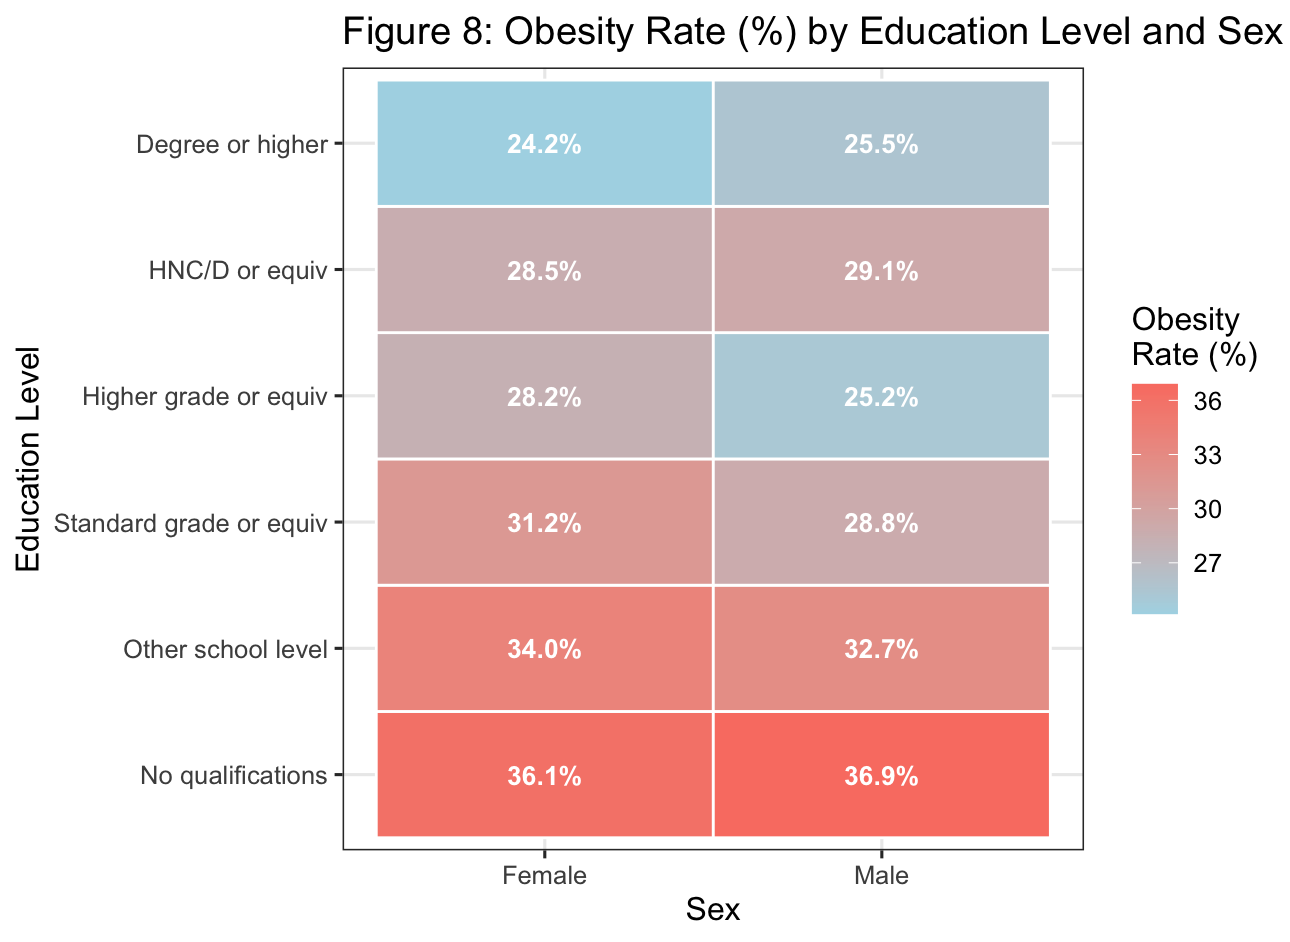 Figure 8: Obesity Rate (%) by Education Level and Sex
Education Level
Degree or higher
24.2%
25.5%
HNC/D or equiv
28.5%
29.1%
Higher grade or equiv
28.2%
25.2%
Standard grade or equiv
31.2%
28.8%
Other school level
34.0%
32.7%
No qualifications
36.1%
36.9%
Female
Male
Sex
Obesity
Rate (%)
36
33
30
27